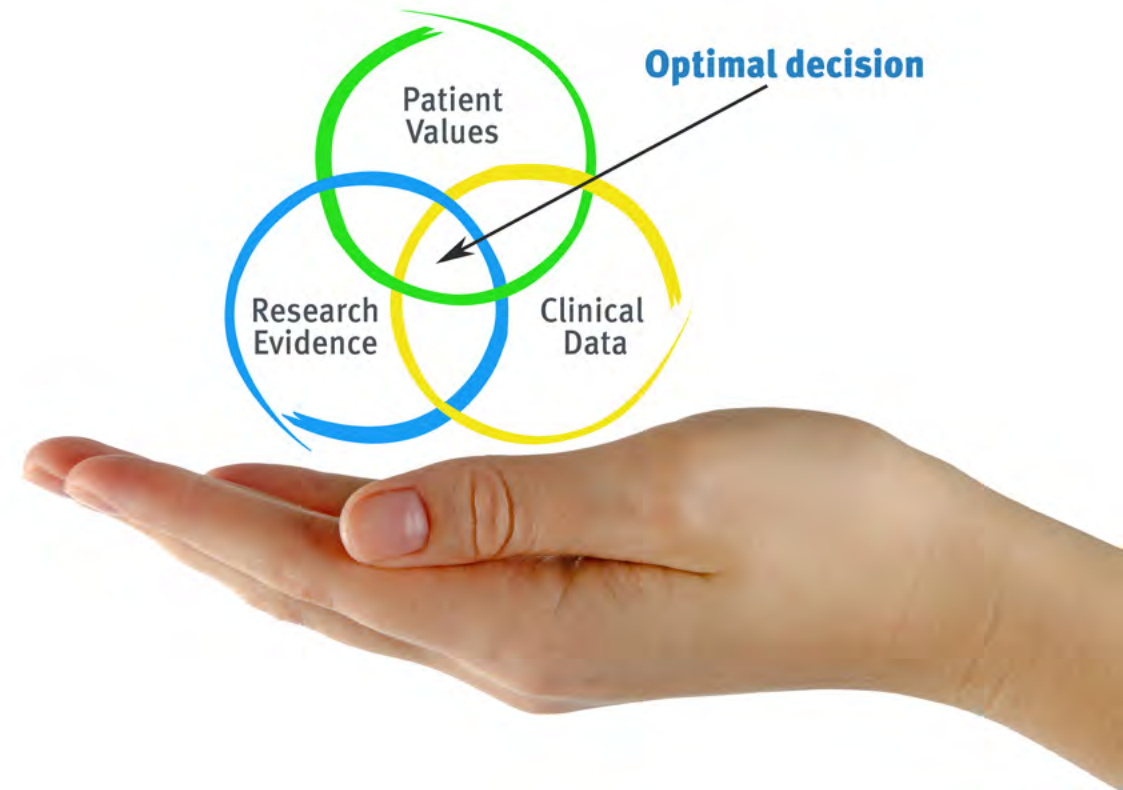 Optimal decision
Patient
Values
Research
Evidence
Clinical
Data